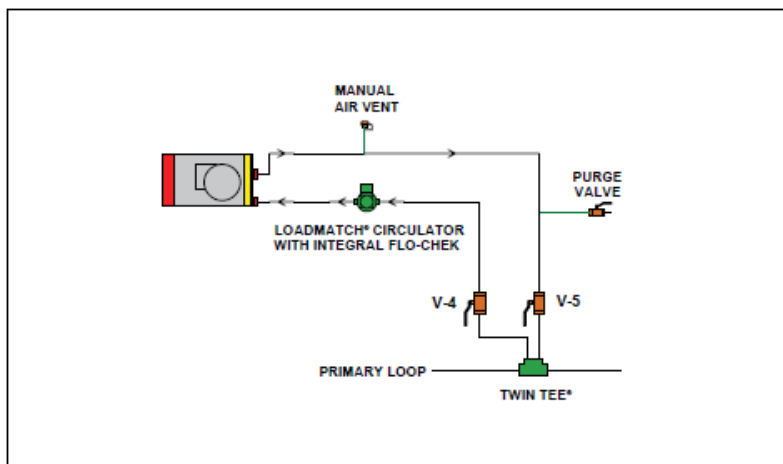 MANUAL
AIR VENT
PURGE
VALVE
LOADMATCH® CIRCULATOR
WITH INTEGRAL FLO-CHEK
V-4
V-5
PRIMARY LOOP
TWIN TEE®